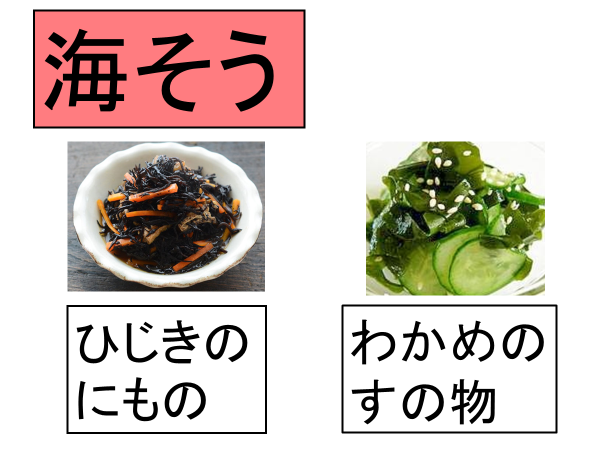 海そう
ひじきの
にもの
わかめの
すの物